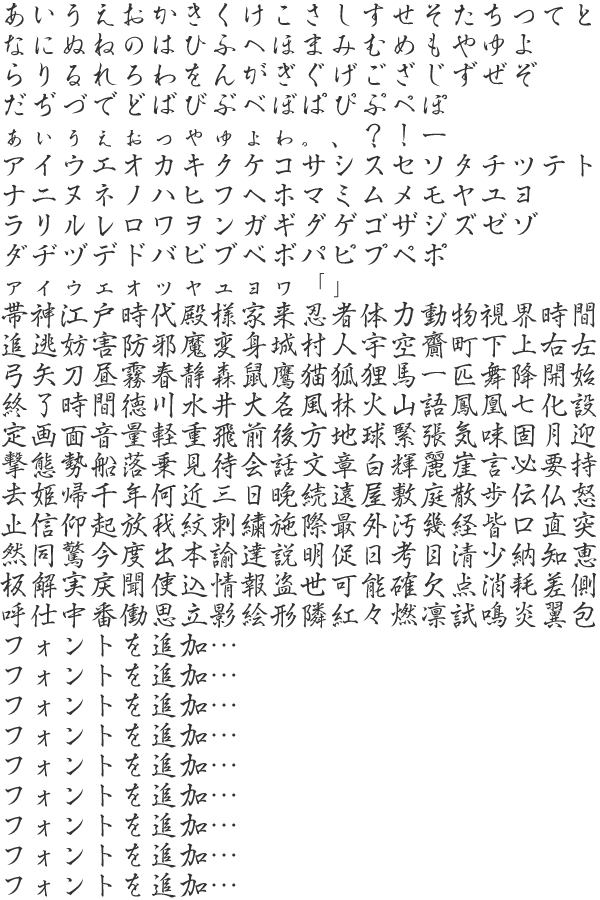 あいうえおかきくけこさしすせそたちつてと
なにぬねのはひふへほまみむめもやゆよ
らりるれろわをんがぎぐげござじずぜぞ
だぢづでどばびぶべぼぱぴぷぺぽ
ぁぃぅぇぉっゃゅょゎ。、？！ー
アイウエオカキクケコサシスセソタチツテト
ナニヌネノハヒフヘホマミムメモヤユヨ
ラリルレロワヲンガギグゲゴザジズゼゾ
ダヂヅデドバビブベボパピプペポ
ァィゥェォッャュョヮ「」
帯神江戸時代殿様家来忍者体力動物視界時間
追逃妨害防邪魔変身城村人宇空齎町下上右左
弓矢刀昼霧春静森鼠鷹猫狐狸馬一匹舞降開始
終了時間徳川水井大名風林火山語鳳凰七化設
定画面音量軽重飛前後方地球緊張気味固月迎
撃態勢船落乗見待会話文章白輝麗崖言必要持
去姫帰千年何近三日晩続遠屋敷庭散歩伝仏怒
止信仰起放我紋刺繍施際最外汚幾経皆口直突
然同驚今度出本諭達説明促日考目清少納知恵
板解実戻聞使込情報盗世可能確欠点消耗差側
呼仕中番働思立影絵形隣紅々燃凛試鳴炎翼包
フォントを追加…
フォントを追加…
フォントを追加…
フォントを追加…
フォントを追加…
フォントを追加…
フォントを追加…
フォントを追加…
フォントを追加…